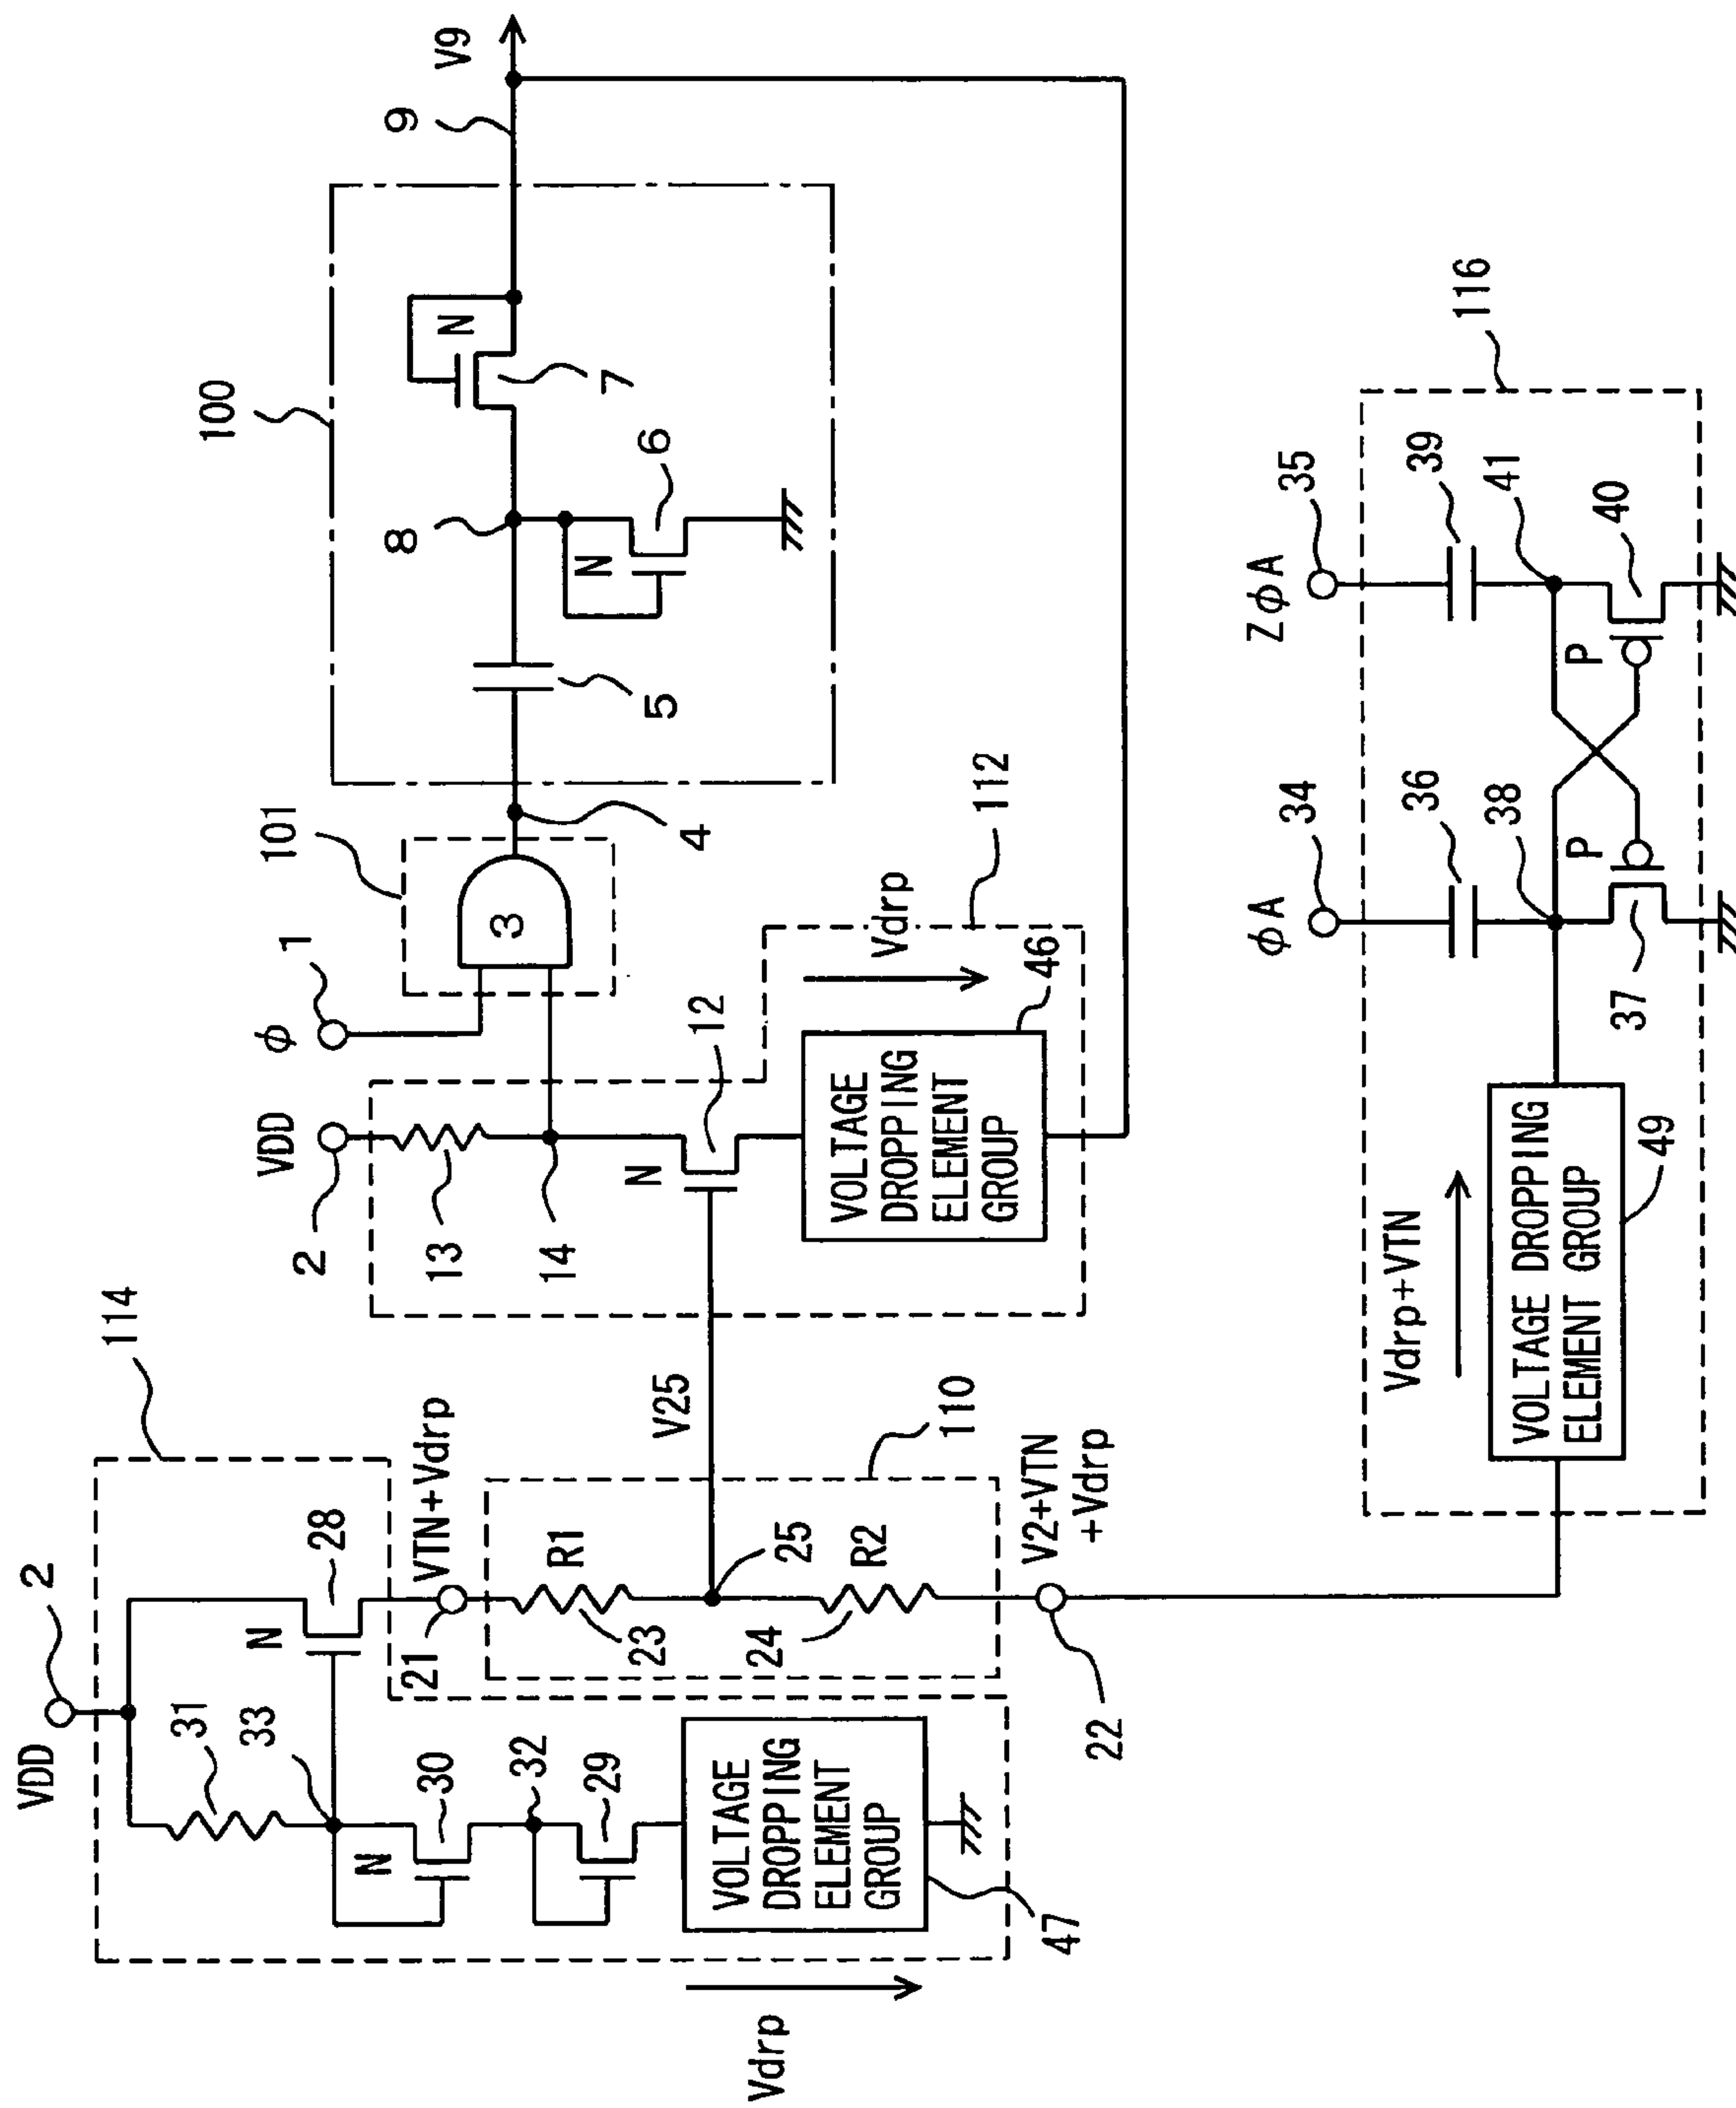 VDD
2
31
33
N
28
30
N
32
29
VOLTAGE
DROPPING
ELEMENT
GROUP
47
Vdrp
114
21
VTN+Vdrp
R1
23
25
24
R2
110
V25
22
V2+VTN
+Vdrp
VDD
2
13
14
N
12
VOLTAGE
DROPPING
ELEMENT
GROUP
46
Vdrp
112
φ
1
101
3
4
100
5
8
N
6
N
7
9
V9
Vdrp+VTN
VOLTAGE DROPPING
ELEMENT GROUP
49
φA
34
36
38
P
37
ZφA
35
39
41
P
40
116